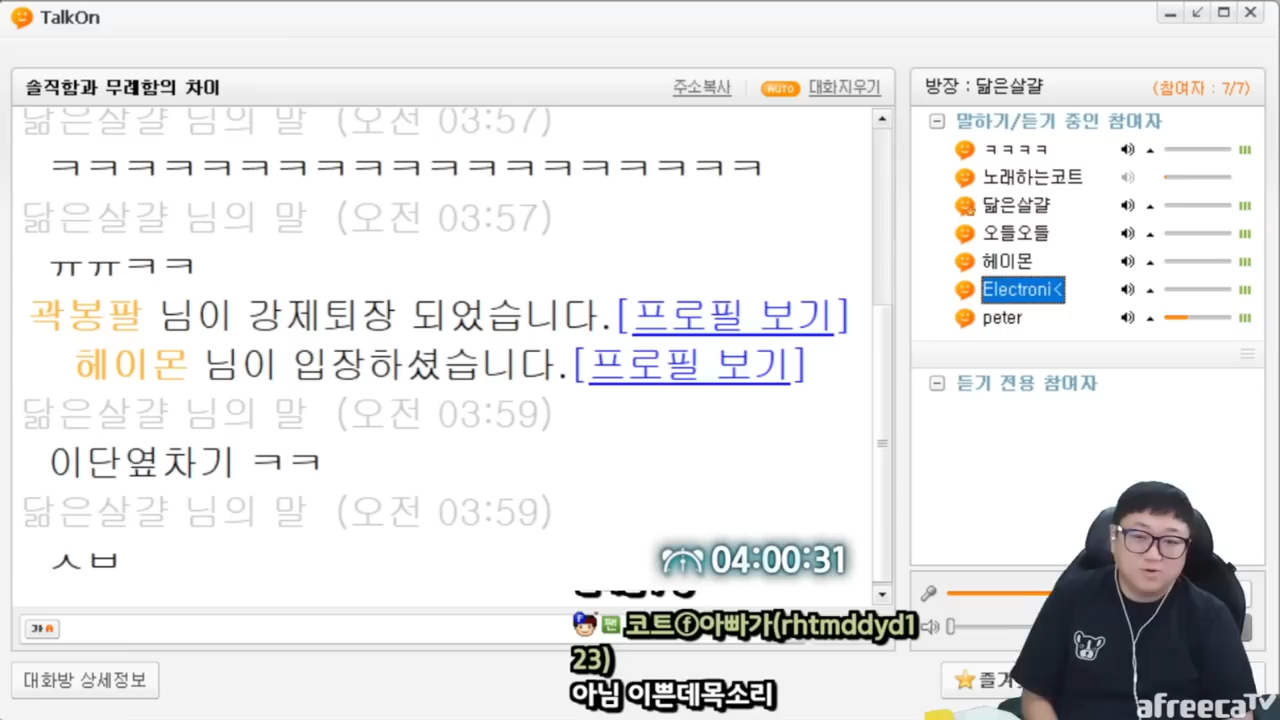 TalkOn
솔직함과 무례함의 차이
주소복사
AUTO
대화지우기
닮은살걀 님의 말 (오전 03:57)
ㅋㅋㅋㅋㅋㅋㅋㅋㅋㅋㅋㅋㅋㅋㅋㅋㅋㅋㅋ
닮은살걀 님의 말 (오전 03:57)
ㅠㅠㅋㅋ
곽봉팔 님이 강제퇴장 되었습니다.[프로필 보기]
헤이몬 님이 입장하셨습니다.[프로필 보기]
닮은살걀 님의 말 (오전 03:59)
이단옆차기 ㅋㅋ
닮은살걀 님의 말 (오전 03:59)
ㅅㅂ
가
대화방 상세정보
방장 : 닮은살걀
(참여자 : 7/7)
말하기/듣기 중인 참여자
ㅋㅋㅋㅋ
노래하는코트
닮은살걀
오들오들
헤이몬
Electroni<
peter
듣기 전용 참여자
04:00:31
팬 코트ⓕ아빠가(rhtmddyd1
23)
아님 이쁜데목소리
afreecaTV